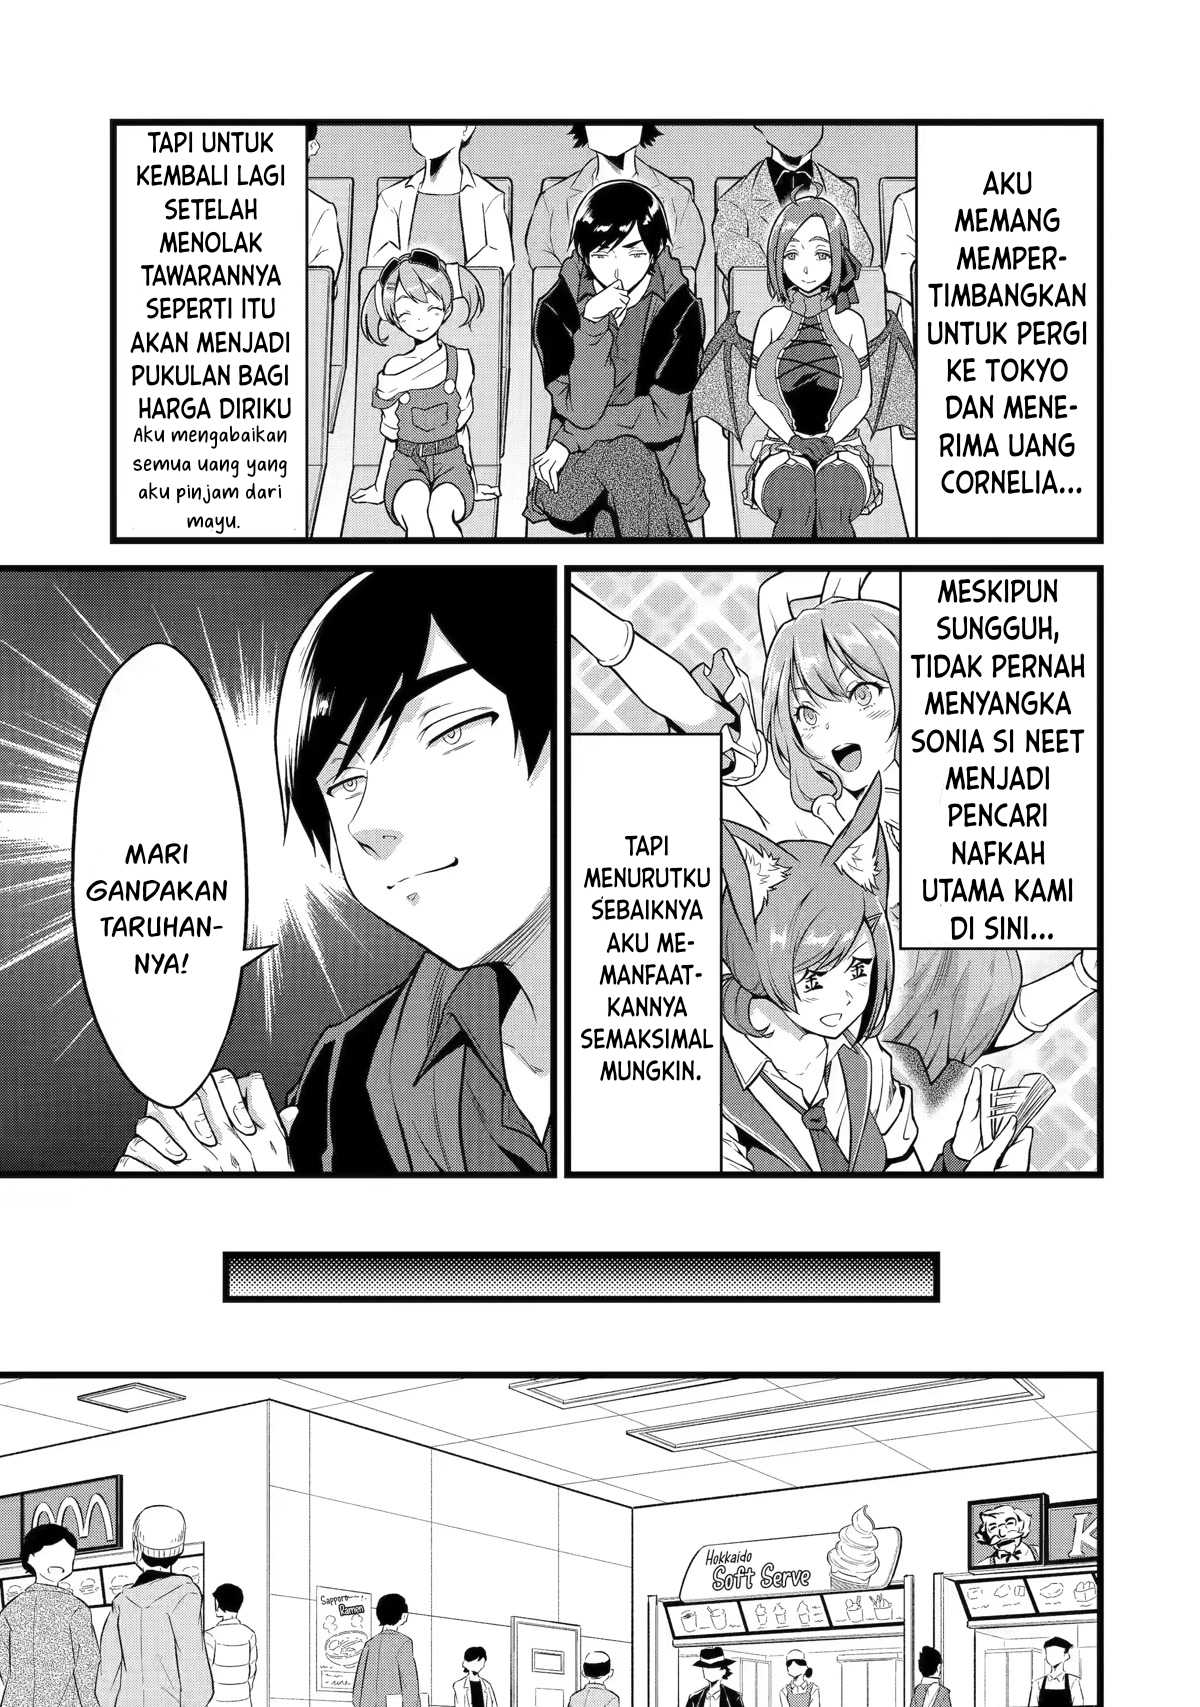 AKU
MEMANG
MEMPER-
TIMBANGKAN
UNTUK PERGI
KE TOKYO
DAN MENE-
RIMA UANG
CORNELIA...
TAPI UNTUK
KEMBALI LAGI
SETELAH
MENOLAK
TAWARANNYA
SEPERTI ITU
AKAN MENJADI
PUKULAN BAGI
HARGA DIRIKU
Aku mengabaikan
semua uang yang
aku pinjam dari
mayu.
MESKIPUN
SUNGGUH,
TIDAK PERNAH
MENYANGKA
SONIA SI NEET
MENJADI
PENCARI
NAFKAH
UTAMA KAMI
DI SINI...
TAPI
MENURUTKU
SEBAIKNYA
AKU ME-
MANFAAT-
KANNYA
SEMAKSIMAL
MUNGKIN.
金 金
MARI
GANDAKAN
TARUHAN-
NYA!
Hokkaido
Soft Serve
K
Sapporo
Ramen